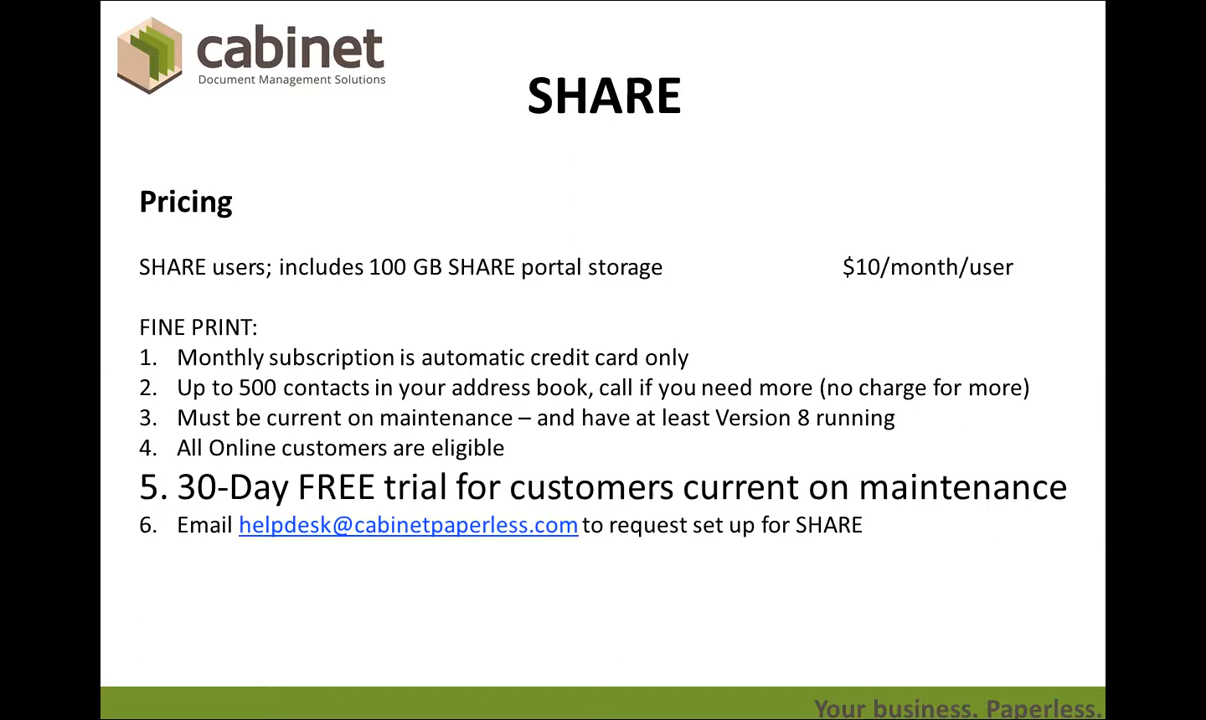 cabinet
Document Management Solutions
SHARE
Pricing
SHARE users; includes 100 GB SHARE portal storage $10/month/user
FINE PRINT:
1. Monthly subscription is automatic credit card only
2. Up to 500 contacts in your address book, call if you need more (no charge for more)
3. Must be current on maintenance – and have at least Version 8 running
4. All Online customers are eligible
5. 30-Day FREE trial for customers current on maintenance
6. Email helpdesk@cabinetpaperless.com to request set up for SHARE
Your business. Paperless.